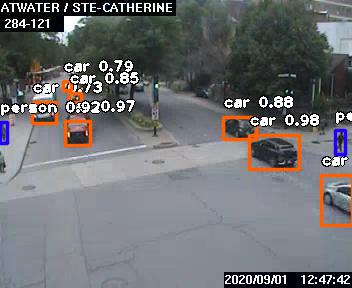 ATWATER / STE-CATHERINE
284-121
car 0.79
car 0.85
car 0.73
person 0.92
0.97
car 0.88
car 0.98
pe
car
2020/09/01 12:47:42